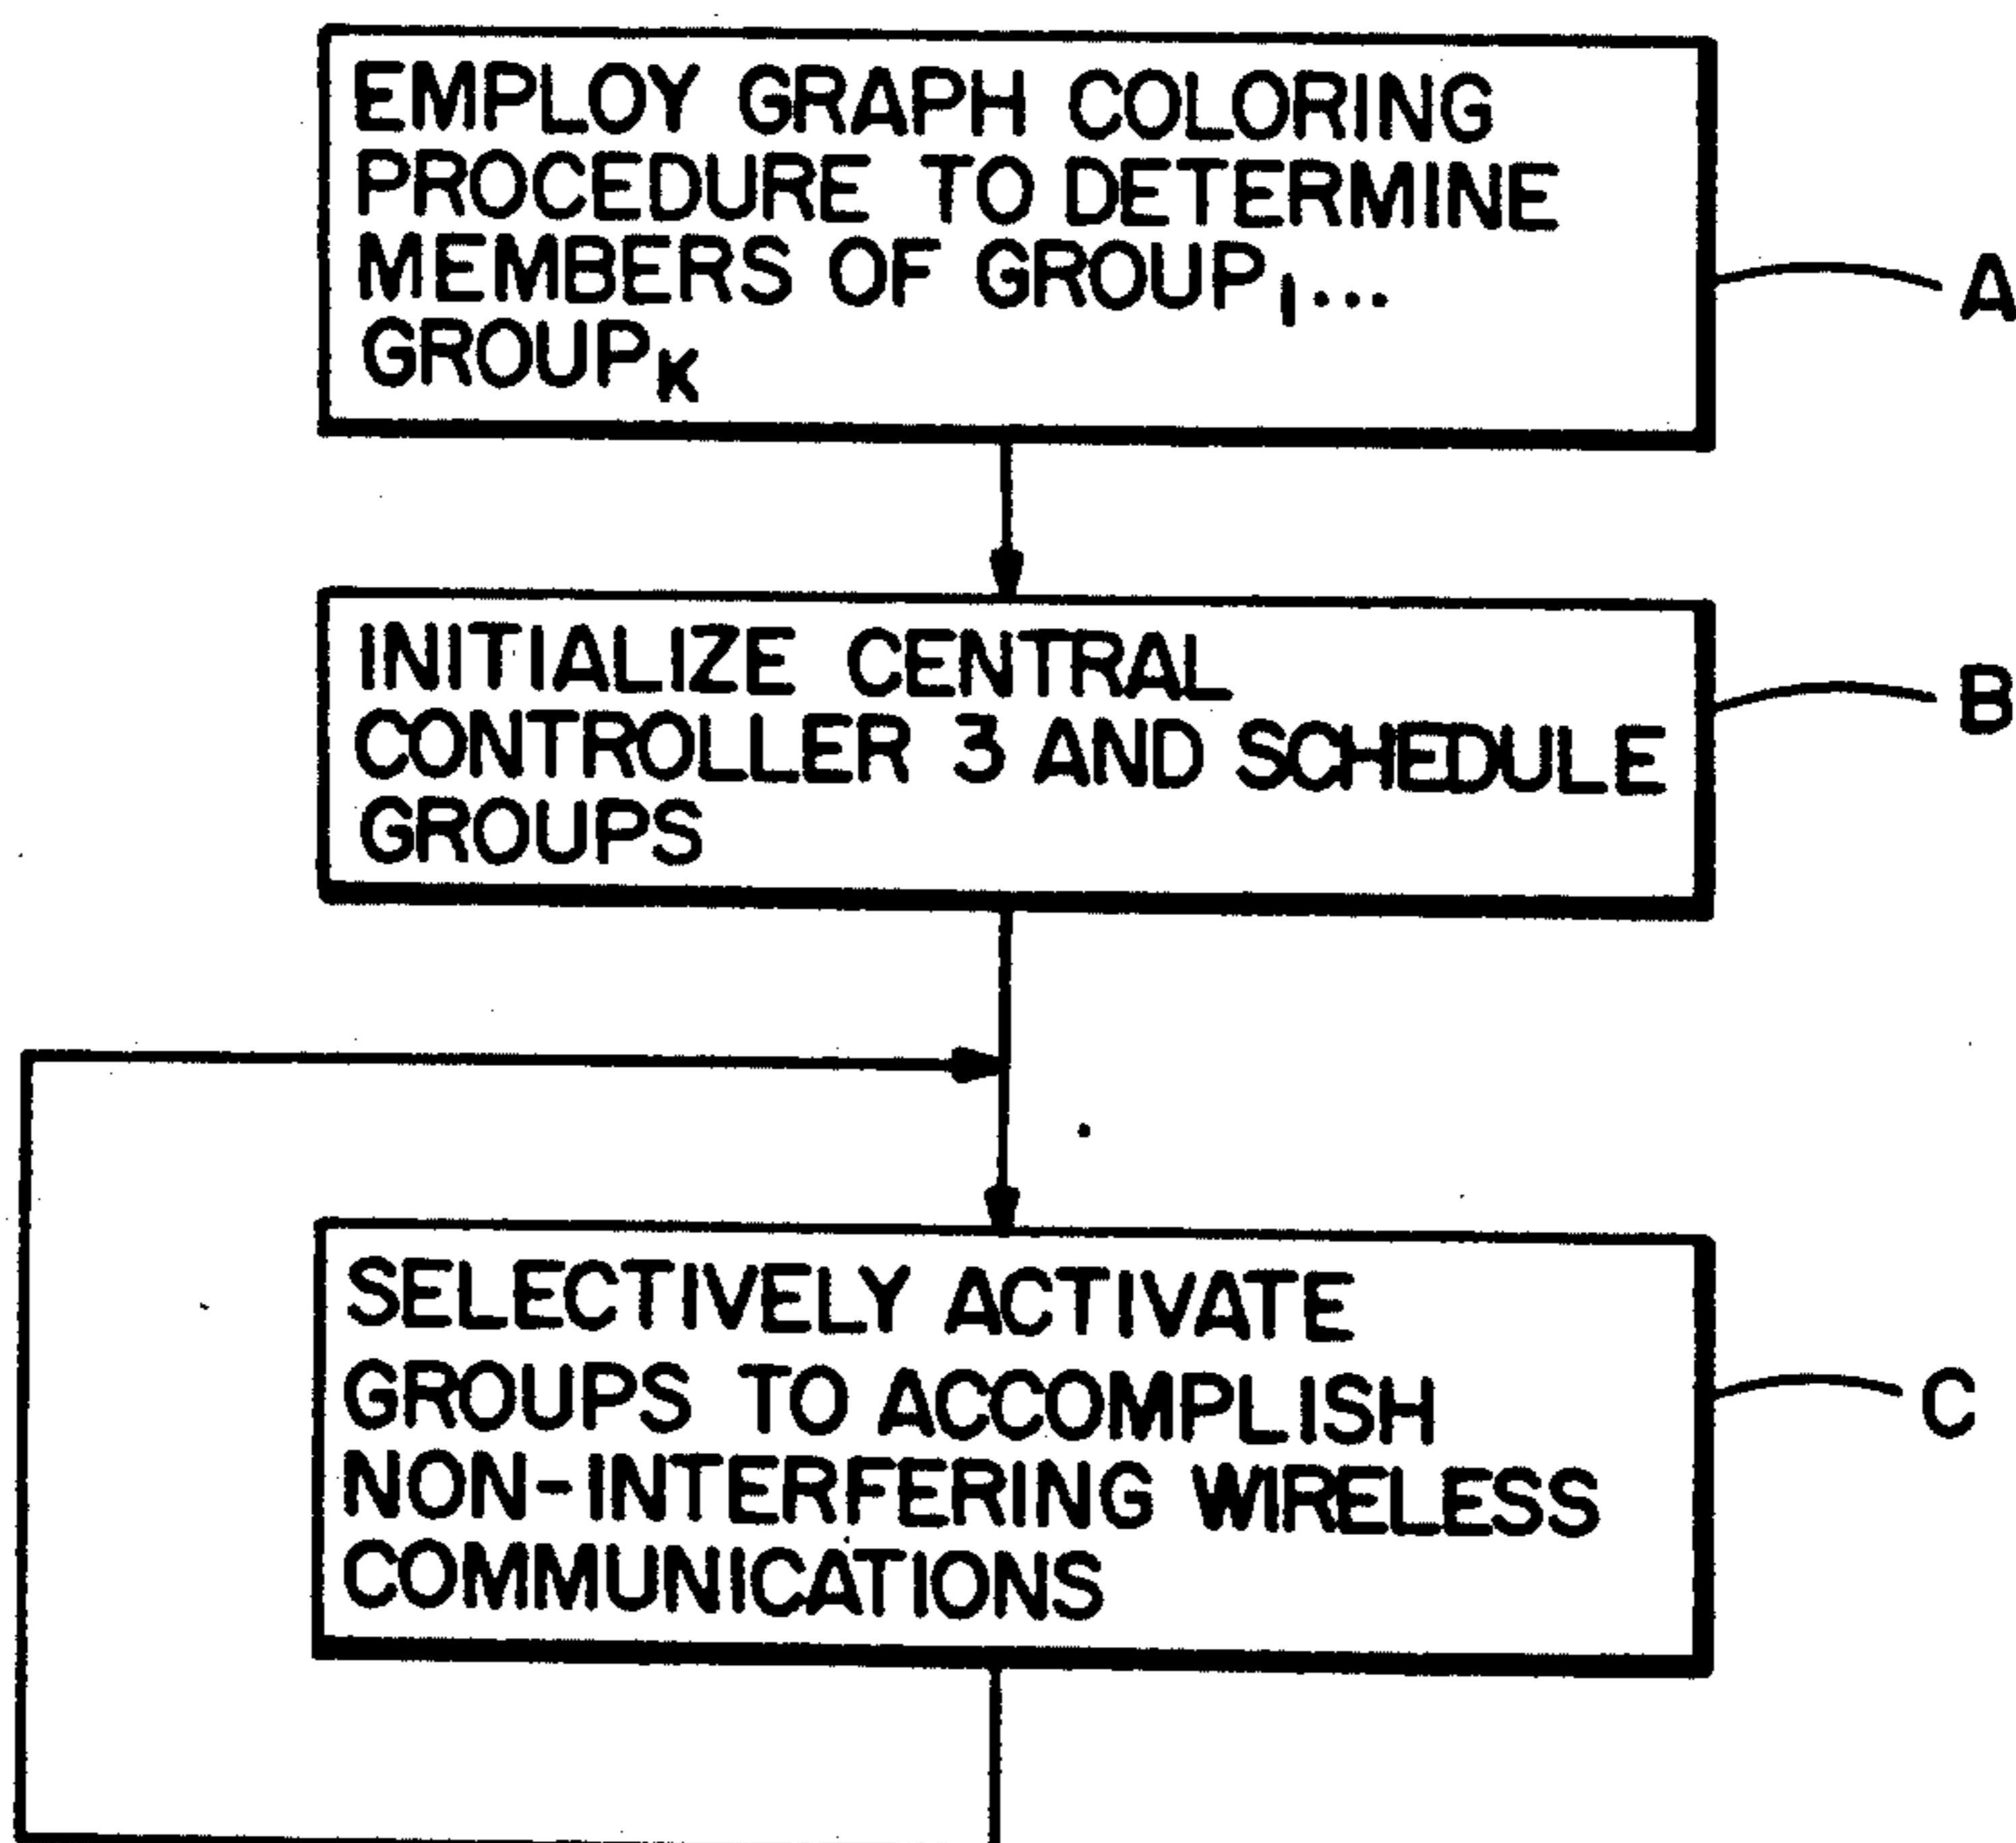 EMPLOY GRAPH COLORING
PROCEDURE TO DETERMINE
MEMBERS OF GROUP₁...
GROUPK
A
INITIALIZE CENTRAL
CONTROLLER 3 AND SCHEDULE
GROUPS
B
SELECTIVELY ACTIVATE
GROUPS TO ACCOMPLISH
NON-INTERFERING WIRELESS
COMMUNICATIONS
C